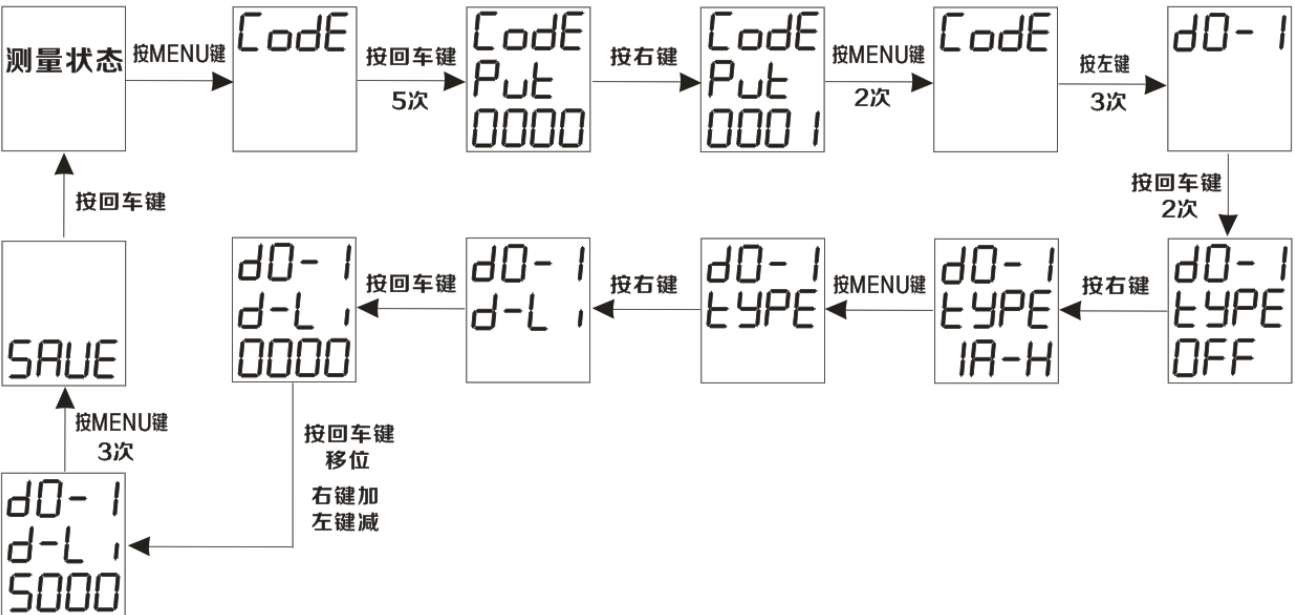 测量状态
按MENU键
CodE
按回车键
5次
CodE
Put
0000
按右键
CodE
Put
0001
按MENU键
2次
CodE
按左键
3次
dO-1
按回车键
2次
dO-1
tYPE
OFF
按右键
dO-1
tYPE
IA-H
按MENU键
dO-1
tYPE
按右键
dO-1
d-Li
按回车键
dO-1
d-Li
0000
按回车键
移位
右键加
左键减
dO-1
d-Li
5000
按MENU键
3次
SAVE
按回车键